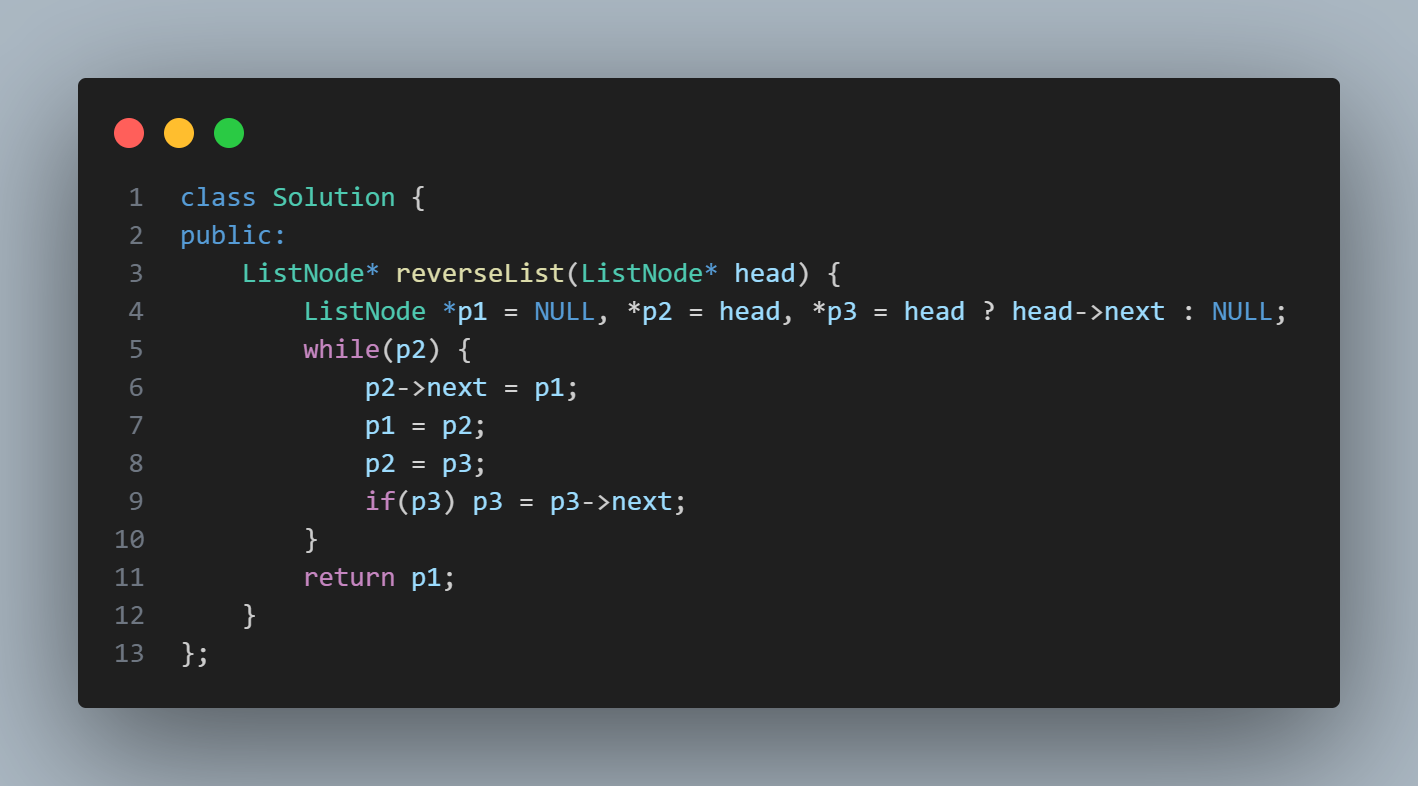 1 class Solution {
2 public:
3     ListNode* reverseList(ListNode* head) {
4         ListNode *p1 = NULL, *p2 = head, *p3 = head ? head->next : NULL;
5         while(p2) {
6             p2->next = p1;
7             p1 = p2;
8             p2 = p3;
9             if(p3) p3 = p3->next;
10         }
11         return p1;
12     }
13 };